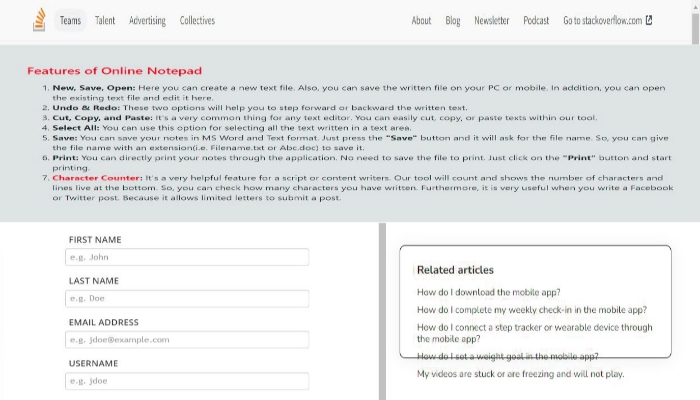 Teams Talent Advertising Collectives About Blog Newsletter Podcast Go to stackoverflow.com
Features of Online Notepad
1. New, Save, Open: Here you can create a new text file. Also, you can save the written file on your PC or mobile. In addition, you can open
the existing text file and edit it here.
2. Undo & Redo: These two options will help you to step forward or backward the written text.
3. Cut, Copy, and Paste: It's a very common thing for any text editor. You can easily cut, copy, or paste texts within our tool.
4. Select All: You can use this option for selecting all the text written in a text area.
5. Save: You can save your notes in MS Word and Text format. Just press the "Save" button and it will ask for the file name. So, you can give
the file name with an extension(i.e. Filename.txt or Abc.doc) to save it.
6. Print: You can directly print your notes through the application. No need to save the file to print. Just click on the "Print" button and start
printing.
7. Character Counter: It's a very helpful feature for a script or content writers. Our tool will count and shows the number of characters and
lines live at the bottom. So, you can check how many characters you have written. Furthermore, it is very useful when you write a Facebook
or Twitter post. Because it allows limited letters to submit a post.
FIRST NAME
e.g. John
LAST NAME
e.g. Doe
EMAIL ADDRESS
e.g. jdoe@example.com
USERNAME
e.g. jdoe
Related articles
How do I download the mobile app?
How do I complete my weekly check-in in the mobile app?
How do I connect a step tracker or wearable device through
the mobile app?
How do I set a weight goal in the mobile app?
My videos are stuck or are freezing and will not play.